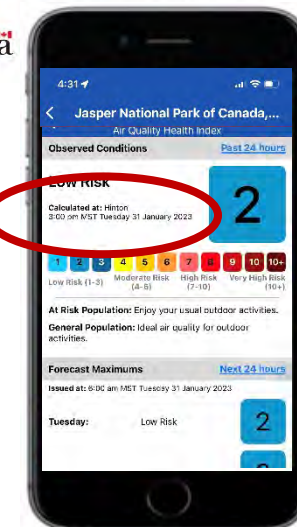 a
4:31
Jasper National Park of Canada,...
Air Quality Health Index
Observed Conditions Past 24 hours
Low Risk
2
Calculated at: Hinton
3:00 pm MST Tuesday 31 January 2023
1 2 3 4 5 6 7 8 9 10 10+
Low Risk (1-3) Moderate Risk (4-6) High Risk (7-10) Very High Risk (10+)
At Risk Population: Enjoy your usual outdoor activities.
General Population: Ideal air quality for outdoor
activities.
Forecast Maximums Next 24 hours
Issued at: 6:00 am MST Tuesday 31 January 2023
Tuesday: Low Risk 2